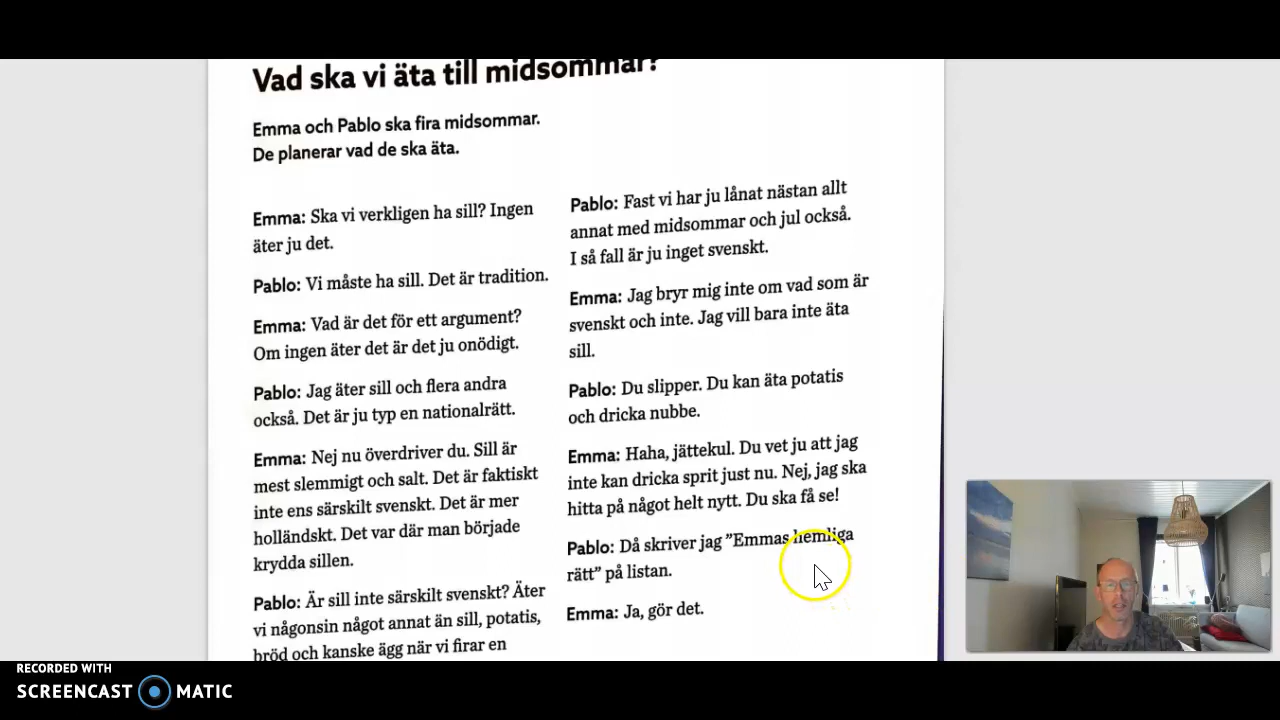 Vad ska vi äta till midsommar?
Emma och Pablo ska fira midsommar.
De planerar vad de ska äta.
Emma: Ska vi verkligen ha sill? Ingen
äter ju det.
Pablo: Vi måste ha sill. Det är tradition.
Emma: Vad är det för ett argument?
Om ingen äter det är det ju onödigt.
Pablo: Jag äter sill och flera andra
också. Det är ju typ en nationalrätt.
Emma: Nej nu överdriver du. Sill är
mest slemmigt och salt. Det är faktiskt
inte ens särskilt svenskt. Det är mer
holländskt. Det var där man började
krydda sillen.
Pablo: Är sill inte särskilt svenskt? Äter
vi någonsin något annat än sill, potatis,
bröd och kanske ägg när vi firar en
Pablo: Fast vi har ju lånat nästan allt
annat med midsommar och jul också.
I så fall är ju inget svenskt.
Emma: Jag bryr mig inte om vad som är
svenskt och inte. Jag vill bara inte äta
sill.
Pablo: Du slipper. Du kan äta potatis
och dricka nubbe.
Emma: Haha, jättekul. Du vet ju att jag
inte kan dricka sprit just nu. Nej, jag ska
hitta på något helt nytt. Du ska få se!
Pablo: Då skriver jag ”Emmas hemliga
rätt” på listan.
Emma: Ja, gör det.
RECORDED WITH
SCREENCAST MATIC